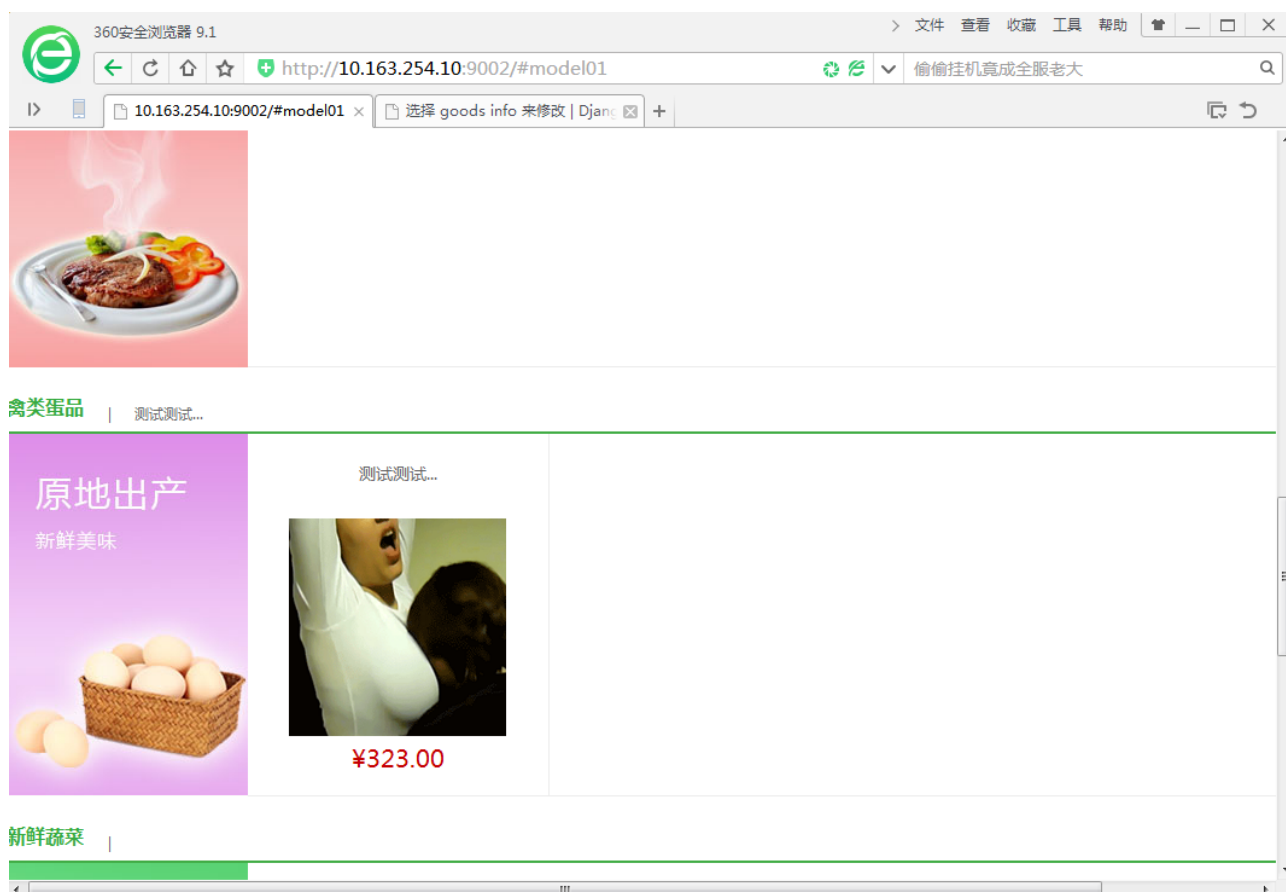 360安全浏览器 9.1
文件 查看 收藏 工具 帮助
http://10.163.254.10:9002/#model01
偷偷挂机竟成全服老大
10.163.254.10:9002/#model01
选择 goods info 来修改 | Djang
禽类蛋品 | 测试测试...
原地出产
新鲜美味
测试测试...
¥323.00
新鲜蔬菜 |